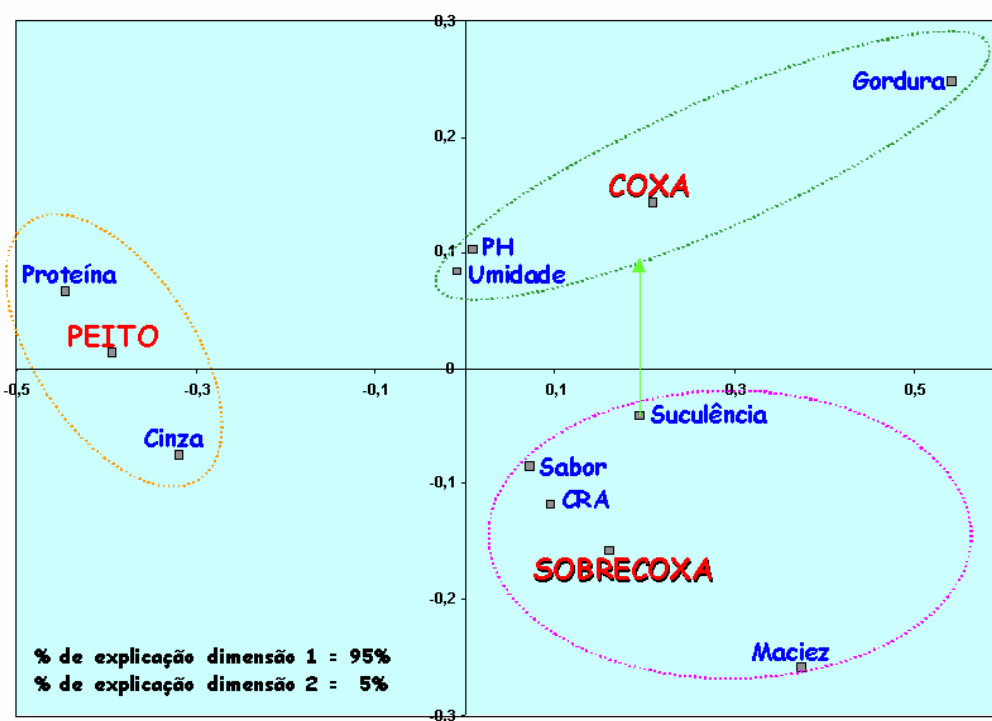 0,3
Gordura
0,2
COXA
0,1
PH
Umidade
Proteína
PEITO
0
-0,5
-0,3
-0,1
0,1
0,3
0,5
Suculência
Cinza
Sabor
-0,1
CRA
SOBRECOXA
-0,2
Maciez
% de explicação dimensão 1 = 95%
% de explicação dimensão 2 = 5%
-0,3